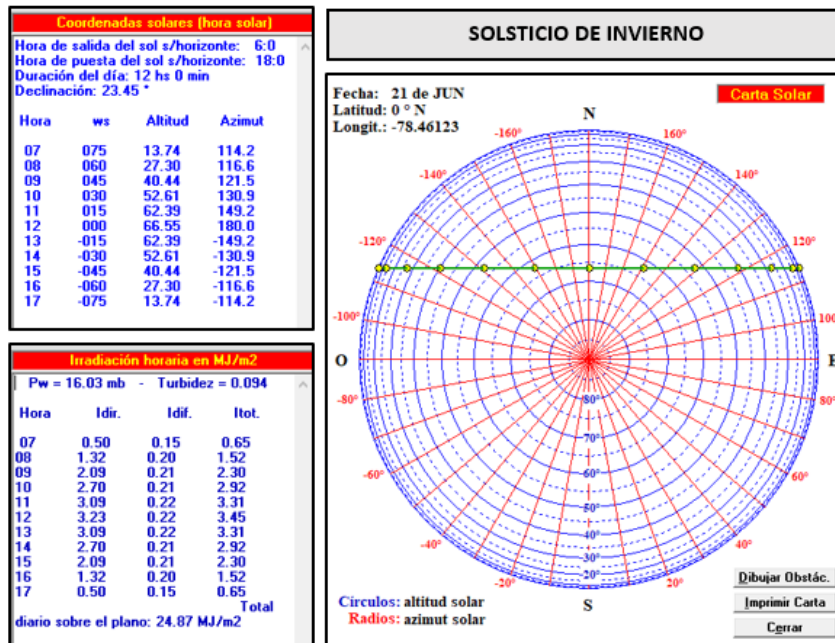 Coordenadas solares (hora solar)
Hora de salida del sol s/horizonte: 6:0
Hora de puesta del sol s/horizonte: 18:0
Duración del día: 12 hs 0 min
Declinación: 23.45 °
Hora ws Altitud Azimut
07 075 13.74 114.2
08 060 27.30 116.6
09 045 40.44 121.5
10 030 52.61 130.9
11 015 62.39 149.2
12 000 66.55 180.0
13 -015 62.39 -149.2
14 -030 52.61 -130.9
15 -045 40.44 -121.5
16 -060 27.30 -116.6
17 -075 13.74 -114.2
Irradiación horaria en MJ/m2
Pw = 16.03 mb - Turbidez = 0.094
Hora Idir. Idif. Itot.
07 0.50 0.15 0.65
08 1.32 0.20 1.52
09 2.09 0.21 2.30
10 2.70 0.21 2.92
11 3.09 0.22 3.31
12 3.23 0.22 3.45
13 3.09 0.22 3.31
14 2.70 0.21 2.92
15 2.09 0.21 2.30
16 1.32 0.20 1.52
17 0.50 0.15 0.65
Total
diario sobre el plano: 24.87 MJ/m2
SOLSTICIO DE INVIERNO
Fecha: 21 de JUN
Latitud: 0 ° N
Longit.: -78.46123
Carta Solar
N
-160° 160°
-140° 140°
-120° 120°
-100° 100°
O E
-80° 80°
-60° 60°
-40° 40°
-20° 20°
S
80°
70°
60°
50°
40°
30°
20°
Círculos: altitud solar
Radios: azimut solar
Dibujar Obstác.
Imprimir Carta
Cerrar